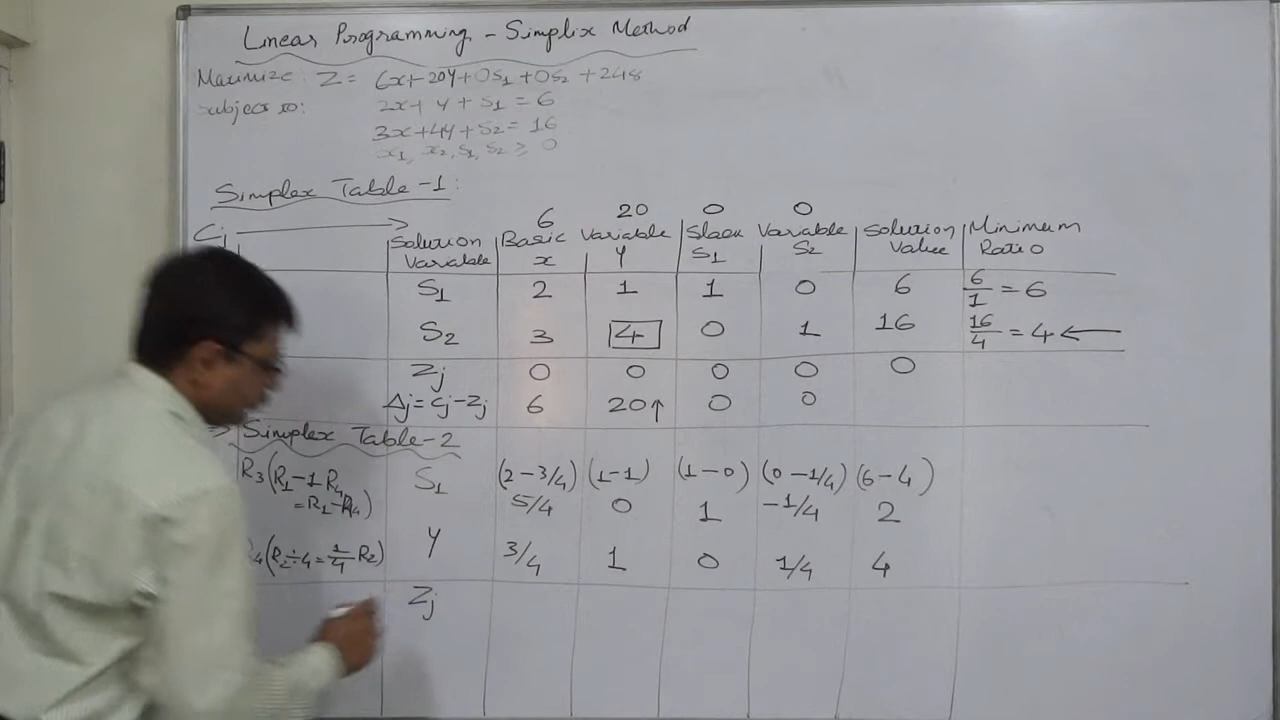 Linear Programming - Simplix Method
Maximize: Z = 6x+20y+0S1+0S2+248
Subject to: 2x+y+S1 = 6
3x+4y+S2 = 16
x1, x2, S1, S2 ≥ 0
Simplex Table-1:
6 20 0 0
Cj → Solution Variable Basic x Variable y Slack S1 Variable S2 Solution Value Minimum Ratio
S1 2 1 1 0 6 6/1 = 6
S2 3 4 0 1 16 16/4 = 4 ←
Zj 0 0 0 0 0
Δj = Cj-Zj 6 20↑ 0 0
⇒ Simplex Table-2
R3(R1-1R4 S1 (2-3/4) (1-1) (1-0) (0-1/4) (6-4)
=R1-R4) 5/4 0 1 -1/4 2
R4(R2÷4=1/4 R2) y 3/4 1 0 1/4 4
Zj